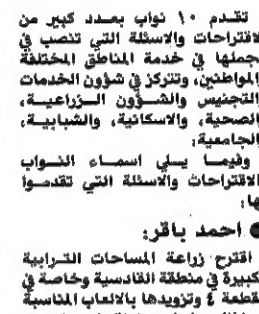 تقدم ١٠ نواب بعدد كبير من
الاقتراحات والاسئلة التي تنصب في
مجملها في خدمة المناطق المختلفة
والمواطنين، وتتركز في شؤون الخدمات
التجنيس والشؤون الزراعية،
الصحية، والاسكانية، والشبابية،
الجامعية:
وفيما يلي اسماء النواب
الاقتراحات والاسئلة التي تقدموا
بها:
● احمد باقر:
اقترح زراعة المساحات الترابية
كبيرة في منطقة القادسية وخاصة في
قطعة ٤ وتزويدها بالالعاب المناسبة